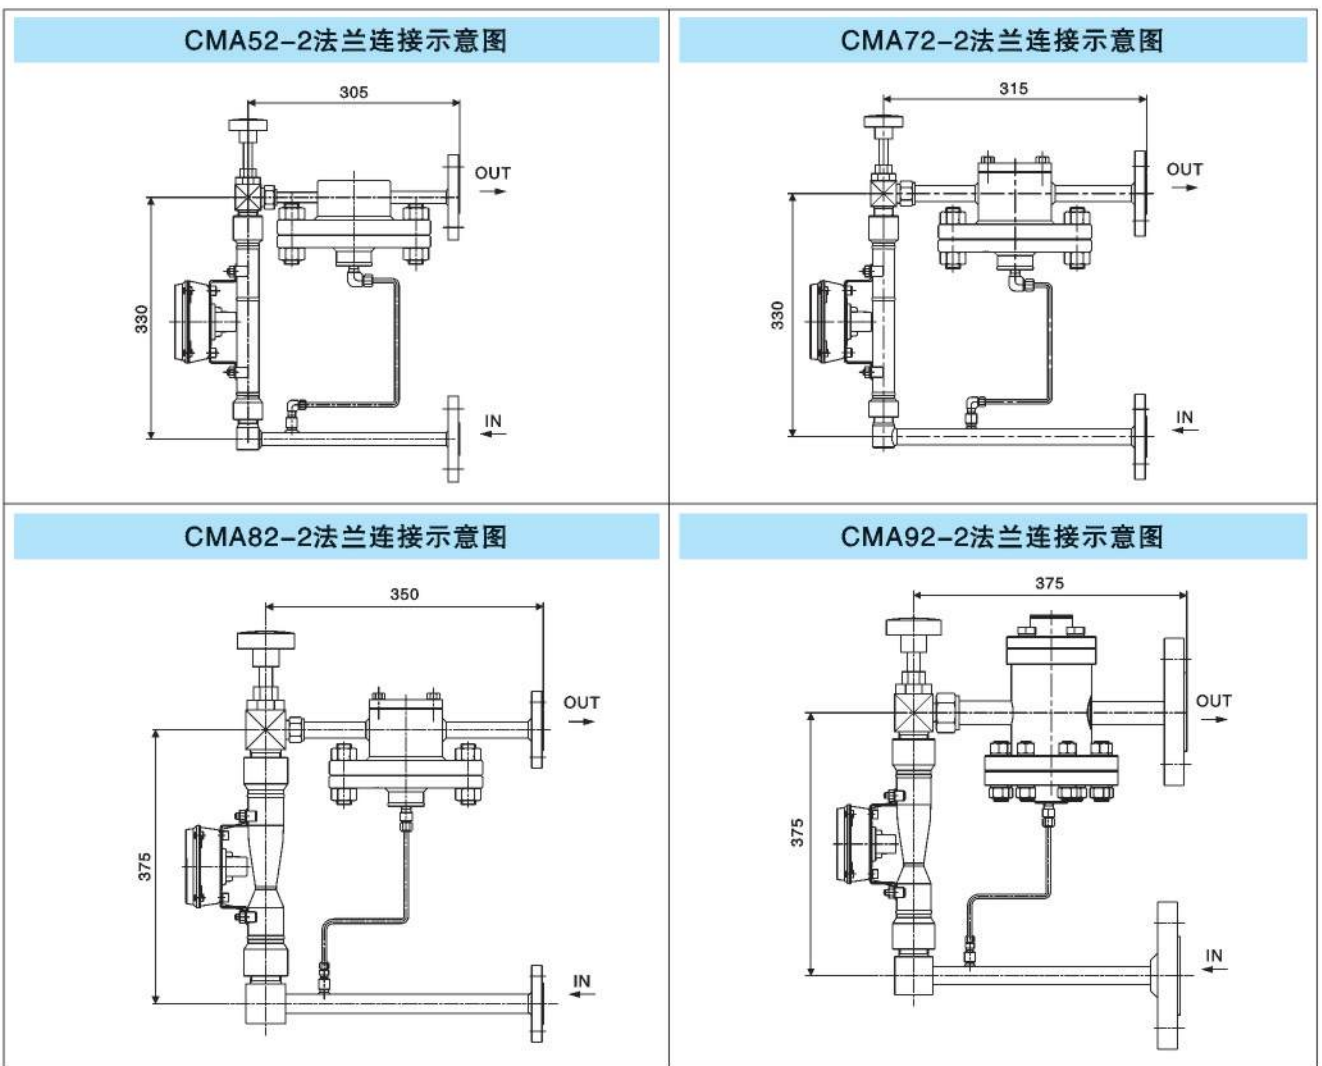 CMA52-2法兰连接示意图
305
OUT
330
IN
CMA72-2法兰连接示意图
315
OUT
330
IN
CMA82-2法兰连接示意图
350
OUT
375
IN
CMA92-2法兰连接示意图
375
OUT
375
IN